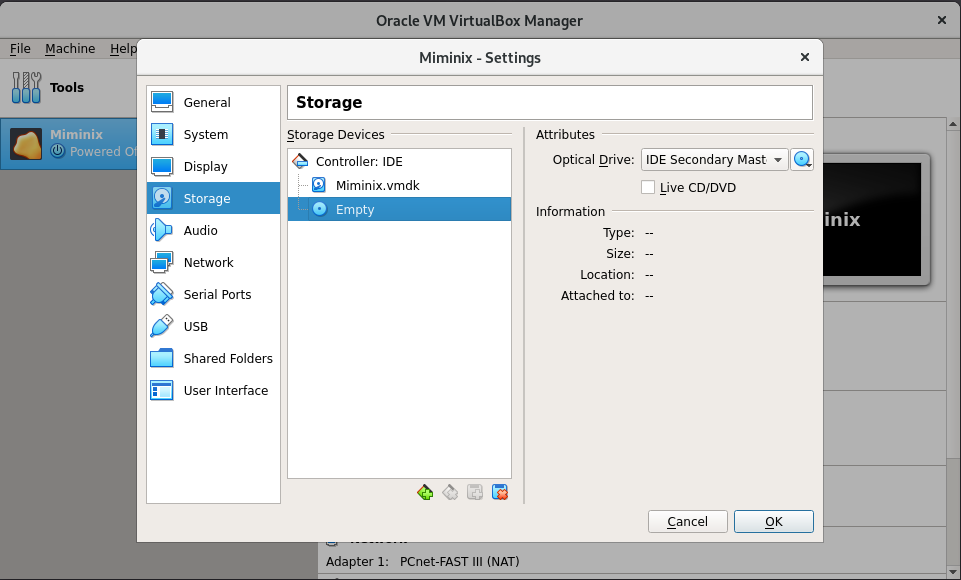 Oracle VM VirtualBox Manager
File Machine Help
Miminix - Settings
Tools
Miminix
Powered
General
System
Display
Storage
Audio
Network
Serial Ports
USB
Shared Folders
User Interface
Storage
Storage Devices
Controller: IDE
Miminix.vmdk
Empty
Attributes
Optical Drive: IDE Secondary Mast
Live CD/DVD
Information
Type: --
Size: --
Location: --
Attached to: --
Cancel OK
Adapter 1: PCnet-FAST III (NAT)